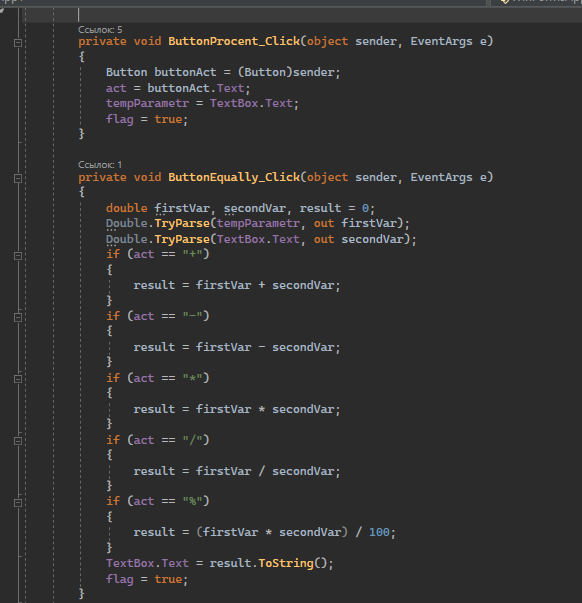 Ссылок: 5
private void ButtonProcent_Click(object sender, EventArgs e)
{
Button buttonAct = (Button)sender;
act = buttonAct.Text;
tempParametr = TextBox.Text;
flag = true;
}
Ссылок: 1
private void ButtonEqually_Click(object sender, EventArgs e)
{
double firstVar, secondVar, result = 0;
Double.TryParse(tempParametr, out firstVar);
Double.TryParse(TextBox.Text, out secondVar);
if (act == "+")
{
result = firstVar + secondVar;
}
if (act == "-")
{
result = firstVar - secondVar;
}
if (act == "*")
{
result = firstVar * secondVar;
}
if (act == "/")
{
result = firstVar / secondVar;
}
if (act == "%")
{
result = (firstVar * secondVar) / 100;
}
TextBox.Text = result.ToString();
flag = true;
}